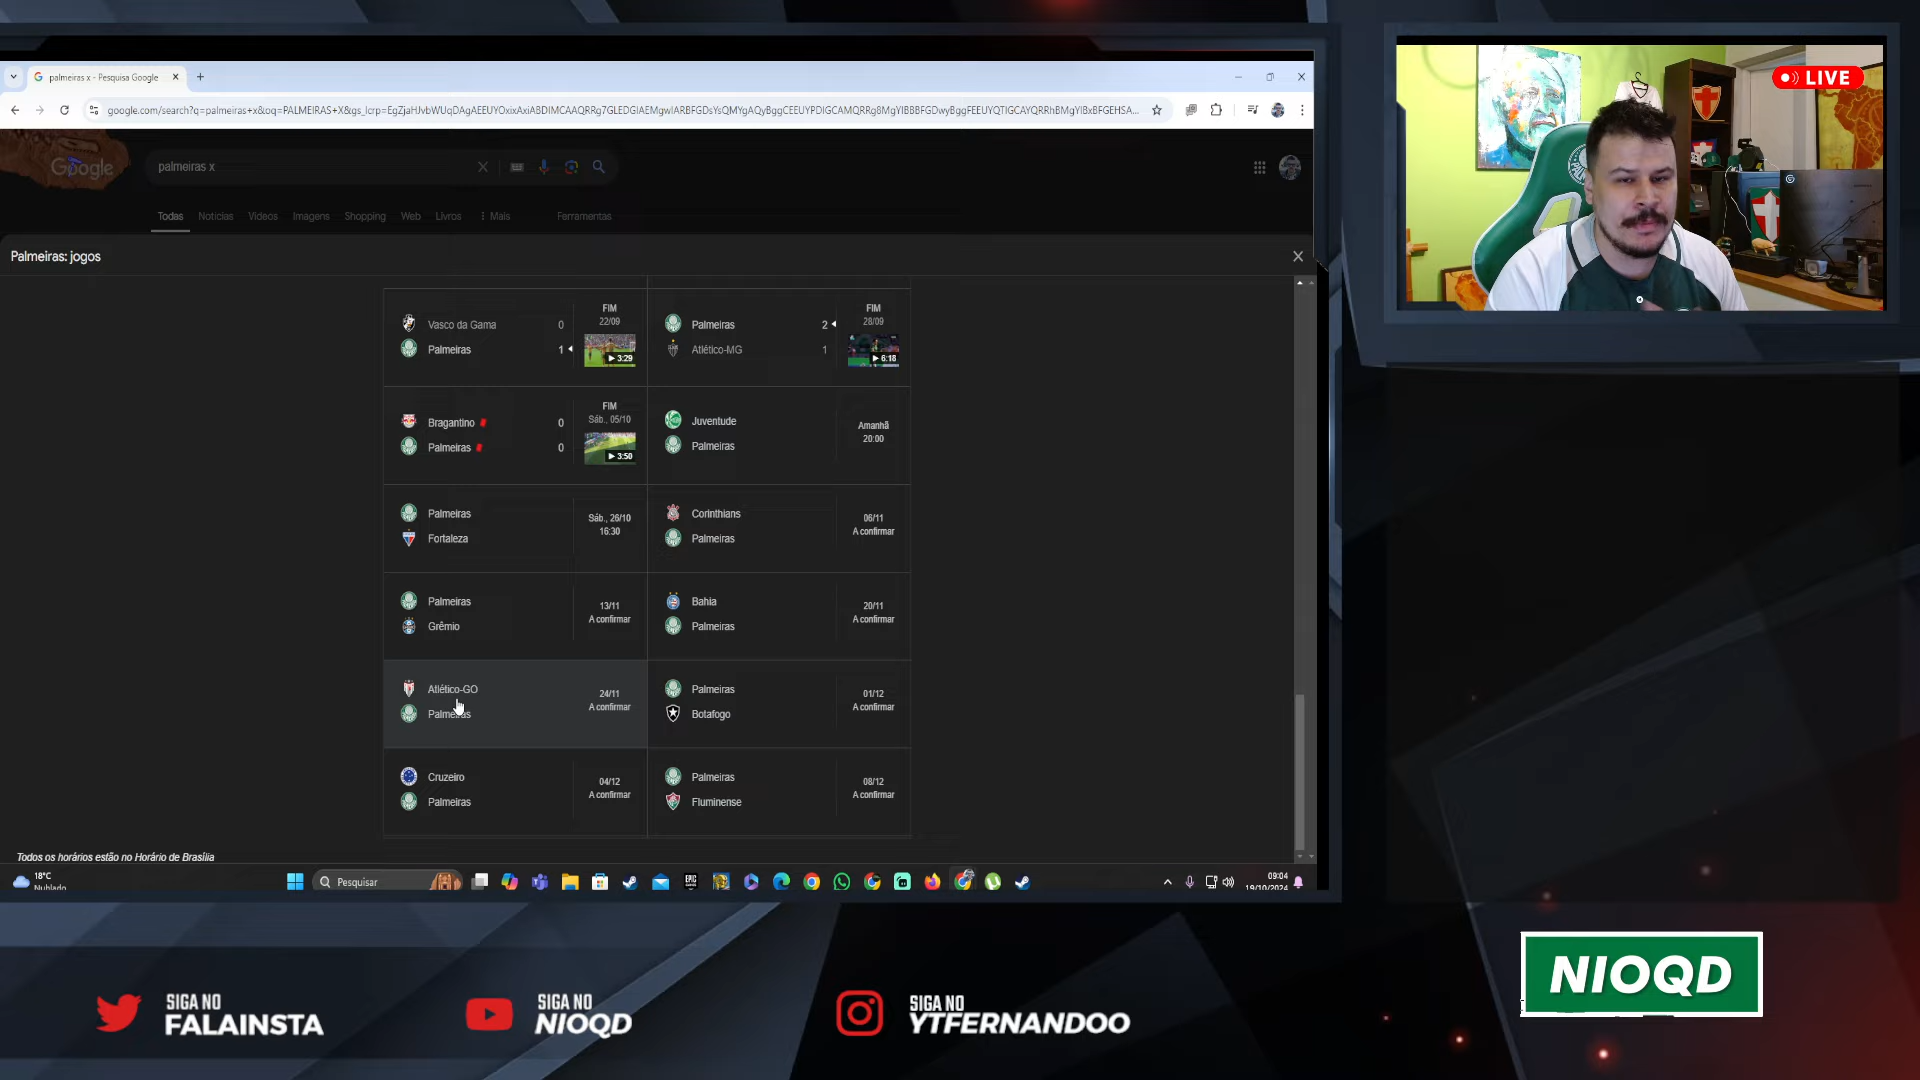 palmeiras x - Pesquisa Google
google.com/search?q=palmeiras+x&oq=PALMEIRAS+X&gs_lcrp=
Google
palmeiras x
Todas Notícias Vídeos Imagens Shopping Web Livros Mais Ferramentas
Palmeiras: jogos
Vasco da Gama 0
Palmeiras 1
FIM
22/09
3:29
Palmeiras 2
Atlético-MG 1
FIM
28/09
6:18
Bragantino 0
Palmeiras 0
FIM
Sáb., 05/10
3:50
Juventude
Palmeiras
Amanhã
20:00
Palmeiras
Fortaleza
Sáb., 26/10
16:30
Corinthians
Palmeiras
06/11
A confirmar
Palmeiras
Grêmio
13/11
A confirmar
Bahia
Palmeiras
20/11
A confirmar
Atlético-GO
Palmeiras
24/11
A confirmar
Palmeiras
Botafogo
01/12
A confirmar
Cruzeiro
Palmeiras
04/12
A confirmar
Palmeiras
Fluminense
08/12
A confirmar
Todos os horários estão no Horário de Brasília
18°C
Nublado
Pesquisar
09:04
19/10/2024
LIVE
SIGA NO
FALAINSTA
SIGA NO
NIOQD
SIGA NO
YTFERNANDOO
NIOQD